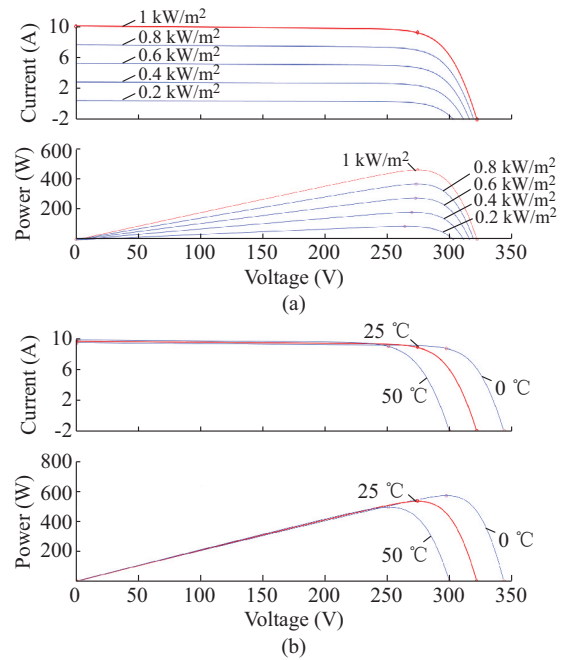 10
6
2
-2
Current (A)
1 kW/m2
0.8 kW/m2
0.6 kW/m2
0.4 kW/m2
0.2 kW/m2
600
400
200
Power (W)
1 kW/m2
0.8 kW/m2
0.6 kW/m2
0.4 kW/m2
0.2 kW/m2
0 50 100 150 200 250 300 350
Voltage (V)
(a)
10
6
2
-2
Current (A)
25 ℃
50 ℃
0 ℃
800
600
400
200
Power (W)
25 ℃
50 ℃
0 ℃
0 50 100 150 200 250 300 350
Voltage (V)
(b)